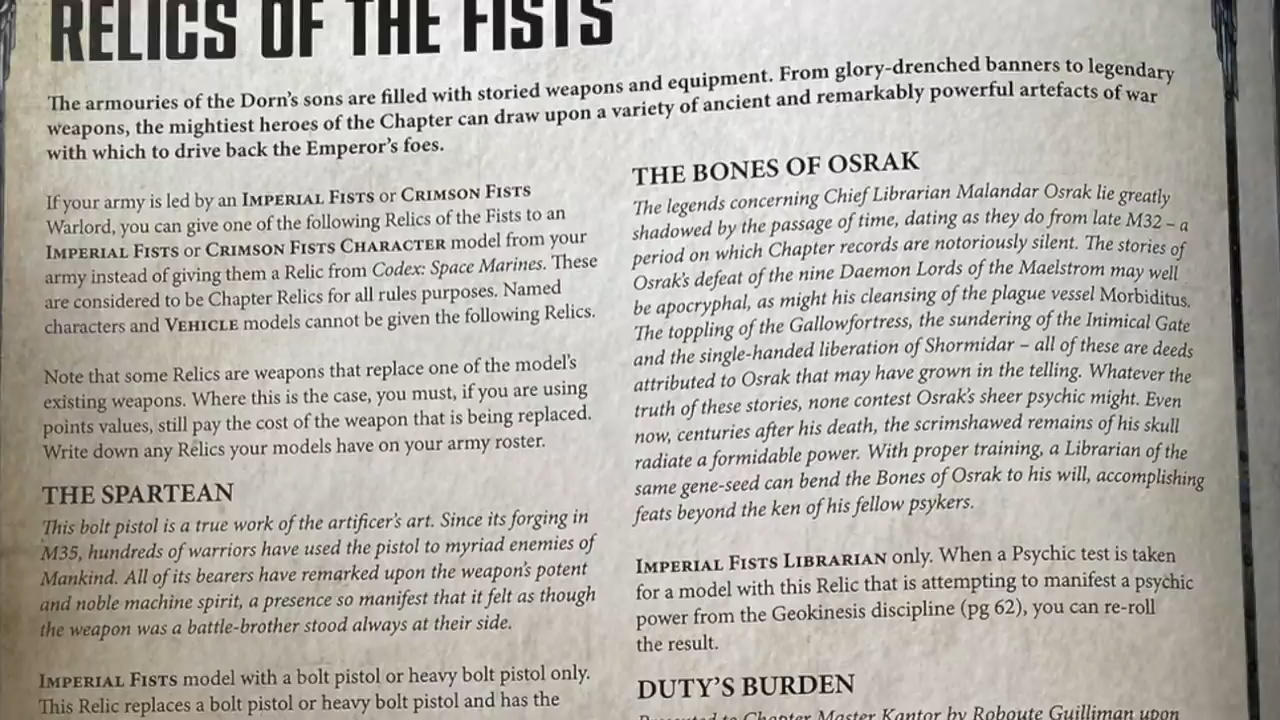 RELICS OF THE FISTS
The armouries of the Dorn's sons are filled with storied weapons and equipment. From glory-drenched banners to legendary
weapons, the mightiest heroes of the Chapter can draw upon a variety of ancient and remarkably powerful artefacts of war
with which to drive back the Emperor's foes.
If your army is led by an IMPERIAL FISTS or CRIMSON FISTS
Warlord, you can give one of the following Relics of the Fists to an
IMPERIAL FISTS or CRIMSON FISTS CHARACTER model from your
army instead of giving them a Relic from Codex: Space Marines. These
are considered to be Chapter Relics for all rules purposes. Named
characters and VEHICLE models cannot be given the following Relics.
Note that some Relics are weapons that replace one of the model's
existing weapons. Where this is the case, you must, if you are using
points values, still pay the cost of the weapon that is being replaced.
Write down any Relics your models have on your army roster.
THE SPARTEAN
This bolt pistol is a true work of the artificer's art. Since its forging in
M35, hundreds of warriors have used the pistol to myriad enemies of
Mankind. All of its bearers have remarked upon the weapon's potent
and noble machine spirit, a presence so manifest that it felt as though
the weapon was a battle-brother stood always at their side.
IMPERIAL FISTS model with a bolt pistol or heavy bolt pistol only.
This Relic replaces a bolt pistol or heavy bolt pistol and has the
THE BONES OF OSRAK
The legends concerning Chief Librarian Malandar Osrak lie greatly
shadowed by the passage of time, dating as they do from late M32 – a
period on which Chapter records are notoriously silent. The stories of
Osrak's defeat of the nine Daemon Lords of the Maelstrom may well
be apocryphal, as might his cleansing of the plague vessel Morbiditus.
The toppling of the Gallowfortress, the sundering of the Inimical Gate
and the single-handed liberation of Shormidar – all of these are deeds
attributed to Osrak that may have grown in the telling. Whatever the
truth of these stories, none contest Osrak's sheer psychic might. Even
now, centuries after his death, the scrimshawed remains of his skull
radiate a formidable power. With proper training, a Librarian of the
same gene-seed can bend the Bones of Osrak to his will, accomplishing
feats beyond the ken of his fellow psykers.
IMPERIAL FISTS LIBRARIAN only. When a Psychic test is taken
for a model with this Relic that is attempting to manifest a psychic
power from the Geokinesis discipline (pg 62), you can re-roll
the result.
DUTY'S BURDEN
Presented to Chapter Master Kantor by Roboute Guilliman upon